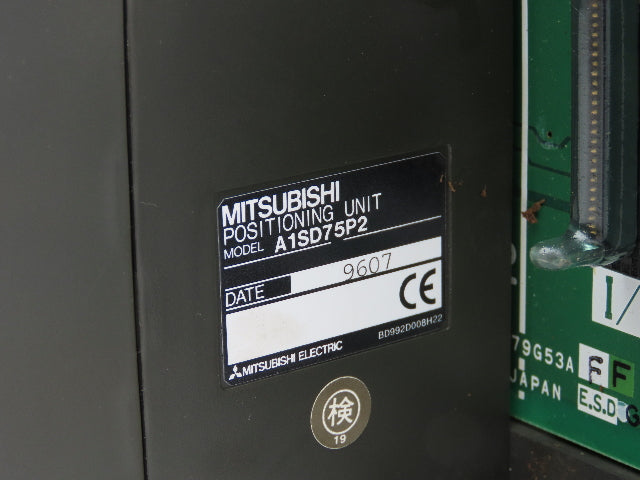 MITSUBISHI
POSITIONING UNIT
MODEL A1SD75P2
DATE 9607
CE
MITSUBISHI ELECTRIC
BD992D008H22
検
19
I/
79G53A
F F
JAPAN
E.S.D